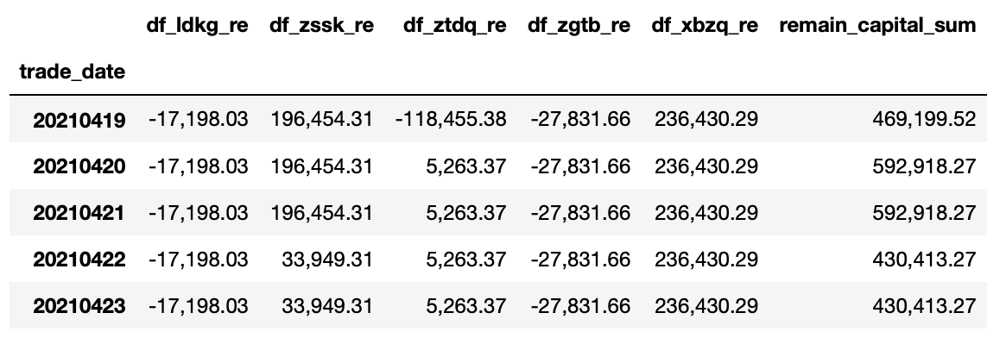 df_ldkg_re df_zssk_re df_ztdq_re df_zgtb_re df_xbzq_re remain_capital_sum
trade_date
20210419 -17,198.03 196,454.31 -118,455.38 -27,831.66 236,430.29 469,199.52
20210420 -17,198.03 196,454.31 5,263.37 -27,831.66 236,430.29 592,918.27
20210421 -17,198.03 196,454.31 5,263.37 -27,831.66 236,430.29 592,918.27
20210422 -17,198.03 33,949.31 5,263.37 -27,831.66 236,430.29 430,413.27
20210423 -17,198.03 33,949.31 5,263.37 -27,831.66 236,430.29 430,413.27